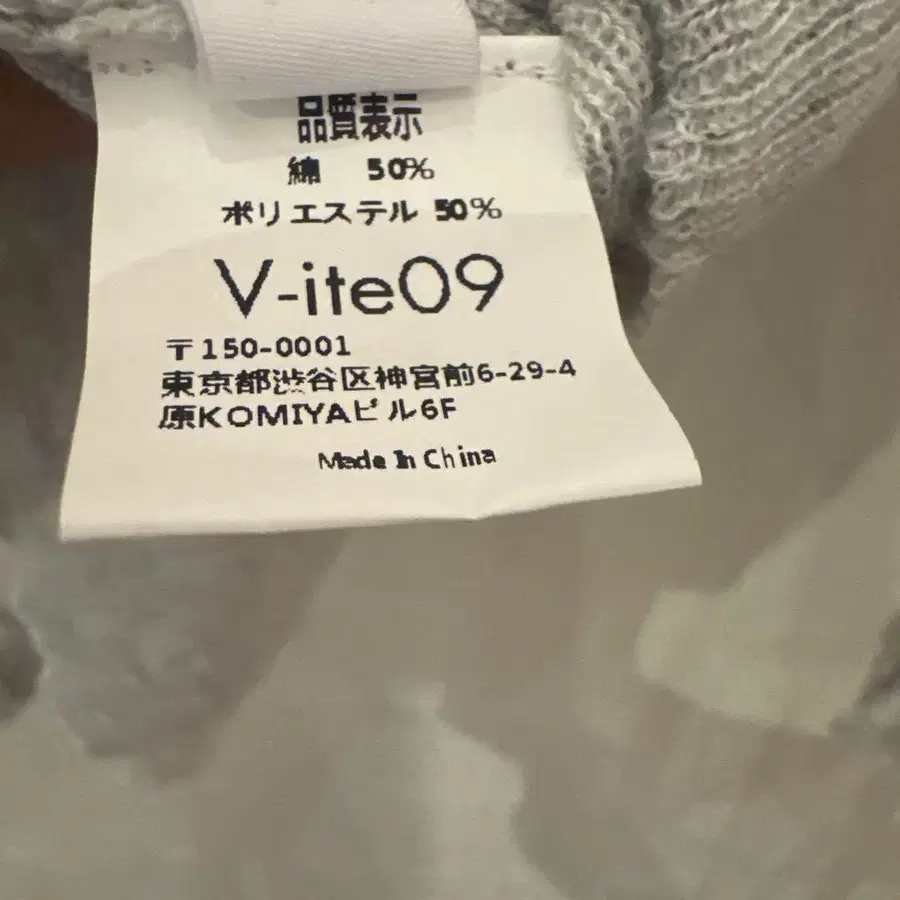 品質表示
綿 50%
ポリエステル 50%
V-ite09
〒150-0001
東京都渋谷区神宮前6-29-4
原KOMIYAビル6F
Made In China